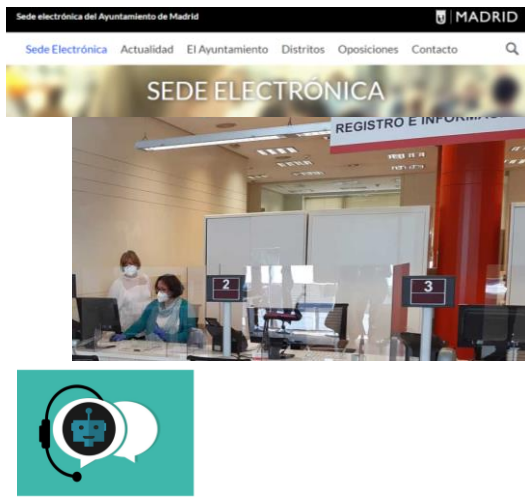 Sede electrónica del Ayuntamiento de Madrid
MADRID
Sede Electrónica Actualidad El Ayuntamiento Distritos Oposiciones Contacto
SEDE ELECTRÓNICA
REGISTRO E
2
3